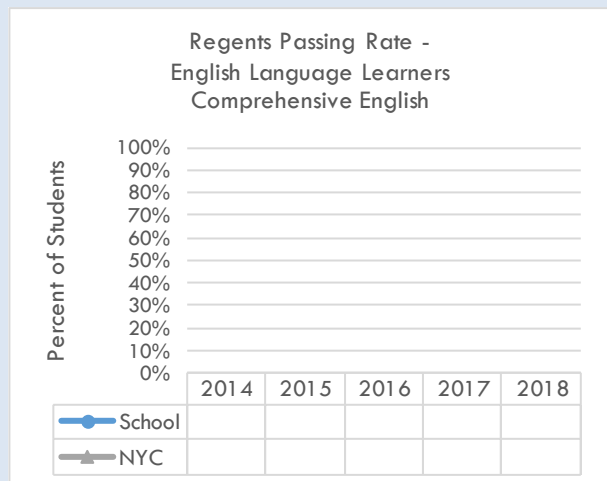 Regents Passing Rate -
English Language Learners
Comprehensive English
Percent of Students
100%
90%
80%
70%
60%
50%
40%
30%
20%
10%
0%
2014 2015 2016 2017 2018
School
NYC